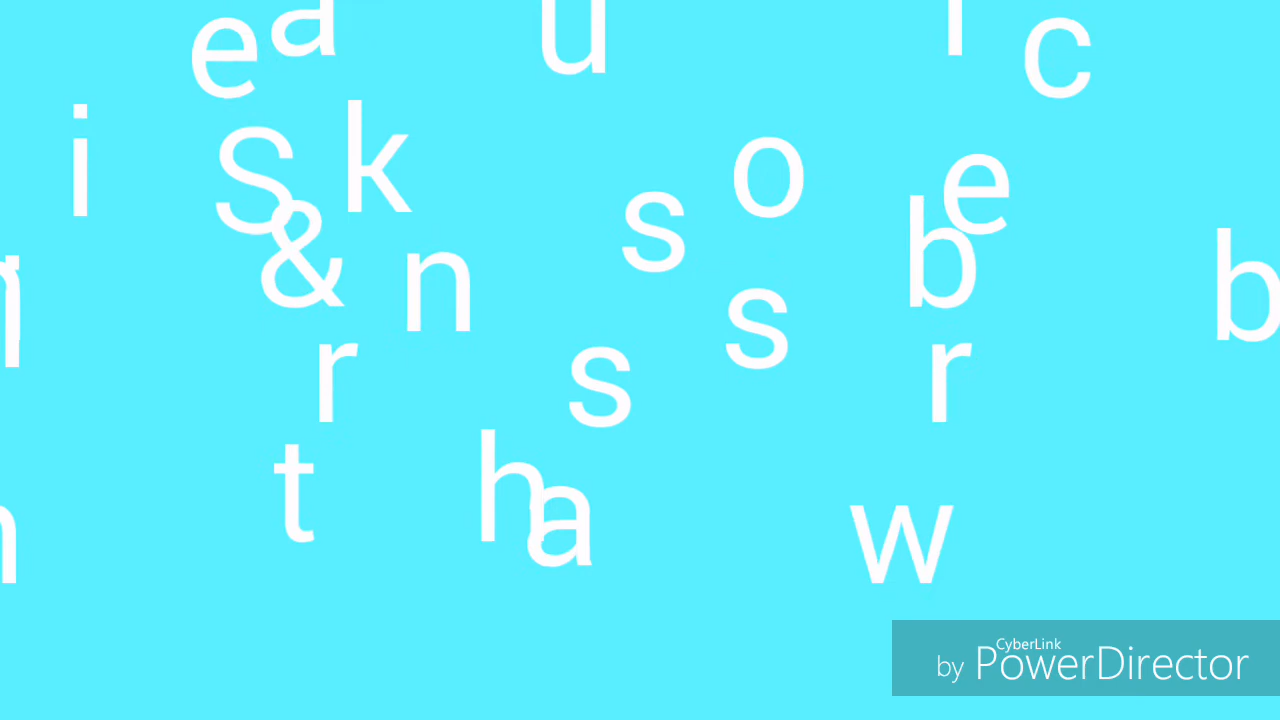 e a u c
i S k o e
& n s b b
r s s r
t h a w
CyberLink
by PowerDirector